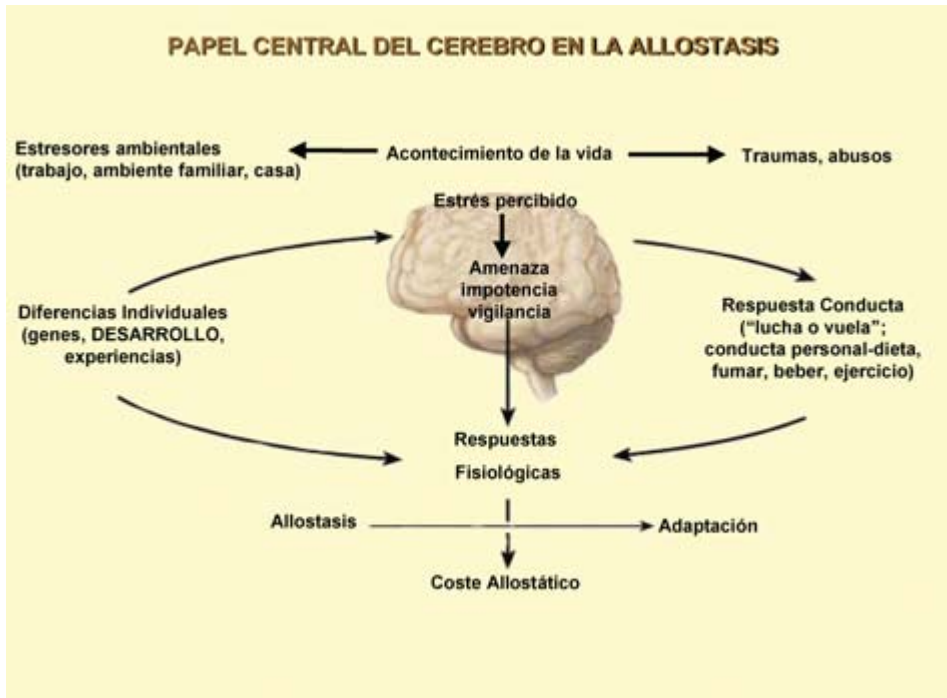 PAPEL CENTRAL DEL CEREBRO EN LA ALLOSTASIS
Estresores ambientales
(trabajo, ambiente familiar, casa)
Acontecimiento de la vida
Traumas, abusos
Estrés percibido
Amenaza
impotencia
vigilancia
Diferencias Individuales
(genes, DESARROLLO,
experiencias)
Respuesta Conducta
("lucha o vuela";
conducta personal-dieta,
fumar, beber, ejercicio)
Respuestas
Fisiológicas
Allostasis
Adaptación
Coste Allostático